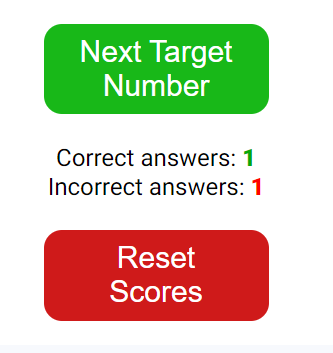 Next Target
Number
Correct answers: 1
Incorrect answers: 1
Reset
Scores